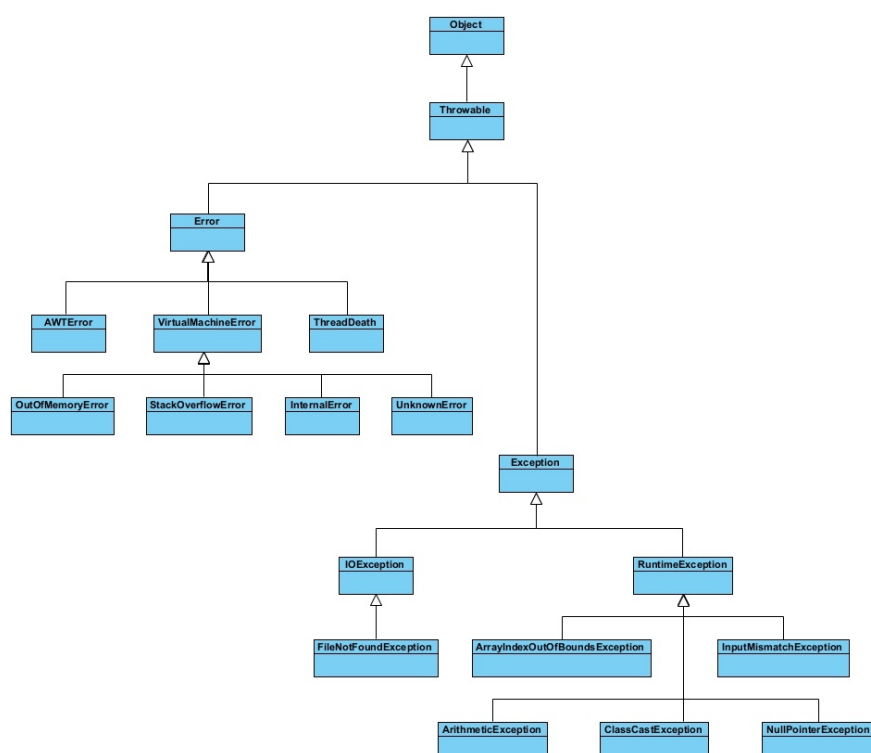 Object
Throwable
Error
AWTError
VirtualMachineError
ThreadDeath
OutOfMemoryError
StackOverflowError
InternalError
UnknownError
Exception
IOException
RuntimeException
FileNotFoundException
ArrayIndexOutOfBoundsException
InputMismatchException
ArithmeticException
ClassCastException
NullPointerException